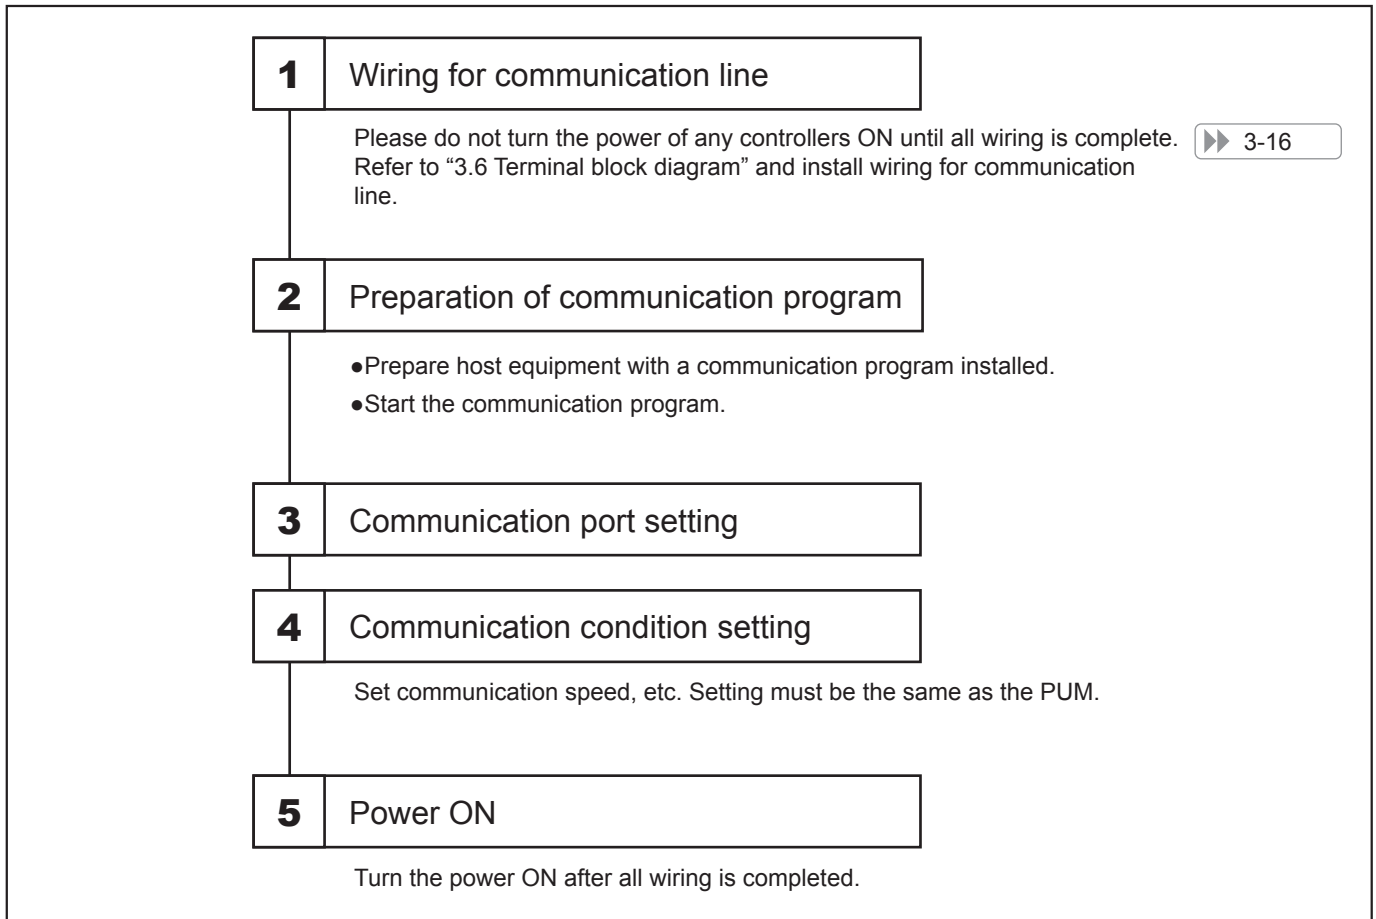 1 Wiring for communication line
Please do not turn the power of any controllers ON until all wiring is complete. 3-16
Refer to “3.6 Terminal block diagram” and install wiring for communication
line.
2 Preparation of communication program
●Prepare host equipment with a communication program installed.
●Start the communication program.
3 Communication port setting
4 Communication condition setting
Set communication speed, etc. Setting must be the same as the PUM.
5 Power ON
Turn the power ON after all wiring is completed.